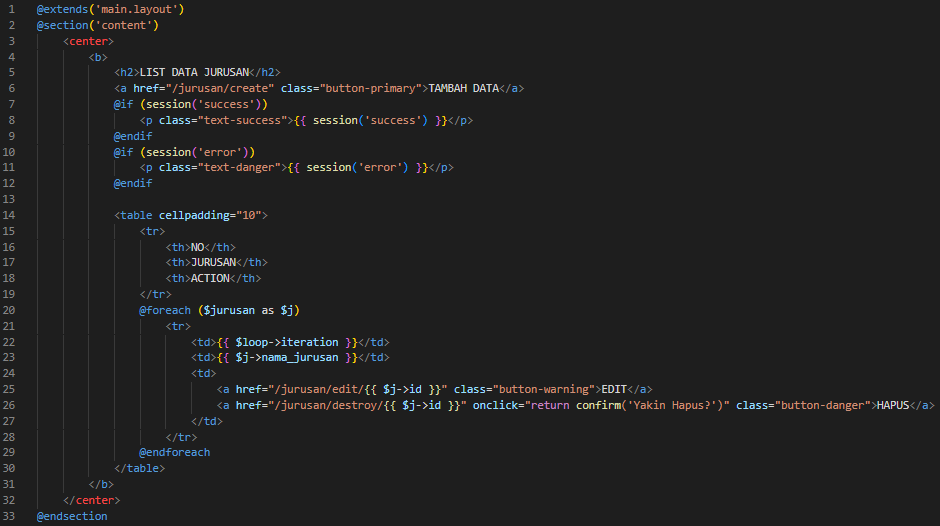 1 @extends('main.layout')
2 @section('content')
3 <center>
4 <b>
5 <h2>LIST DATA JURUSAN</h2>
6 <a href="/jurusan/create" class="button-primary">TAMBAH DATA</a>
7 @if (session('success'))
8 <p class="text-success">{{ session('success') }}</p>
9 @endif
10 @if (session('error'))
11 <p class="text-danger">{{ session('error') }}</p>
12 @endif
13
14 <table cellpadding="10">
15 <tr>
16 <th>NO</th>
17 <th>JURUSAN</th>
18 <th>ACTION</th>
19 </tr>
20 @foreach ($jurusan as $j)
21 <tr>
22 <td>{{ $loop->iteration }}</td>
23 <td>{{ $j->nama_jurusan }}</td>
24 <td>
25 <a href="/jurusan/edit/{{ $j->id }}" class="button-warning">EDIT</a>
26 <a href="/jurusan/destroy/{{ $j->id }}" onclick="return confirm('Yakin Hapus?')" class="button-danger">HAPUS</a>
27 </td>
28 </tr>
29 @endforeach
30 </table>
31 </b>
32 </center>
33 @endsection